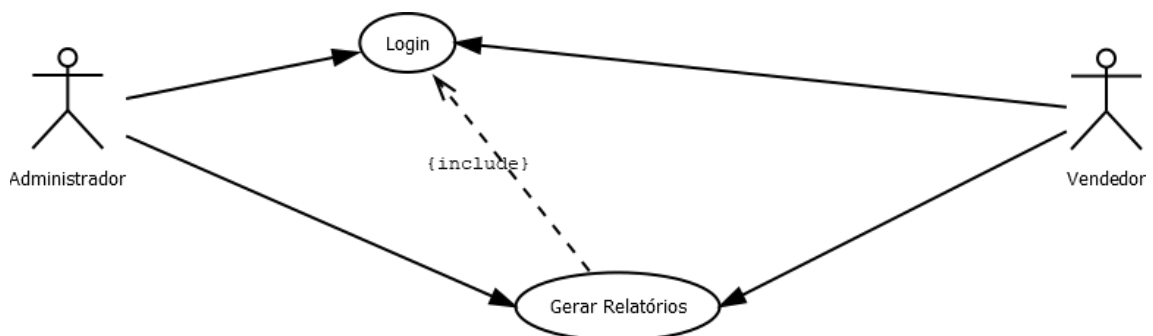 Login
{include}
Administrador
Vendedor
Gerar Relatórios